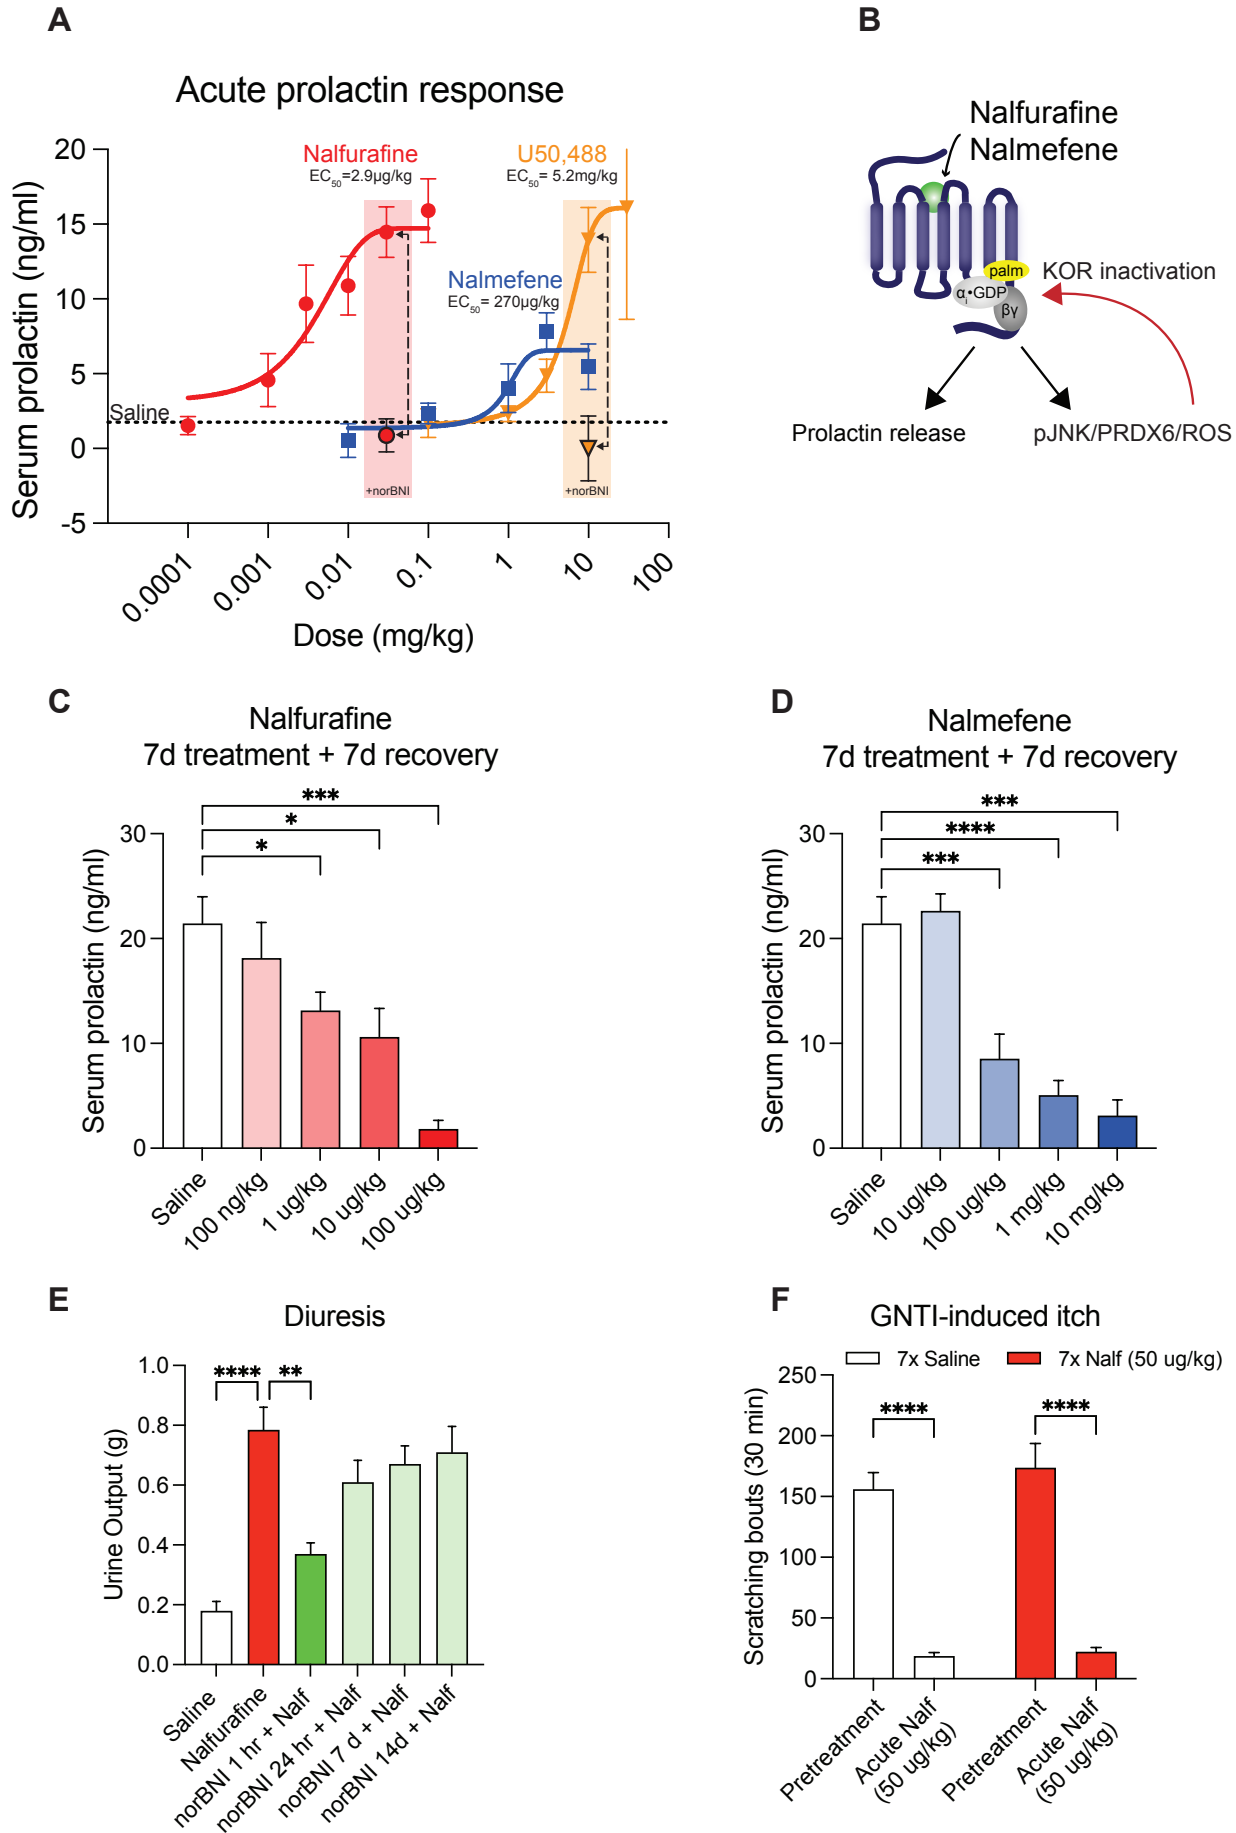 A
Acute prolactin response
Serum prolactin (ng/ml)
20
15
10
5
0
-5
Nalfurafine
EC50=2.9µg/kg
U50,488
EC50= 5.2mg/kg
Nalmefene
EC50= 270µg/kg
Saline
+norBNI
+norBNI
0.0001
0.001
0.01
0.1
1
10
100
Dose (mg/kg)
B
Nalfurafine
Nalmefene
palm
KOR inactivation
αi•GDP
βγ
Prolactin release
pJNK/PRDX6/ROS
C
Nalfurafine
7d treatment + 7d recovery
***
*
*
Serum prolactin (ng/ml)
30
20
10
0
Saline
100 ng/kg
1 ug/kg
10 ug/kg
100 ug/kg
D
Nalmefene
7d treatment + 7d recovery
***
****
***
Serum prolactin (ng/ml)
30
20
10
0
Saline
10 ug/kg
100 ug/kg
1 mg/kg
10 mg/kg
E
Diuresis
****
**
Urine Output (g)
1.0
0.8
0.6
0.4
0.2
0.0
Saline
Nalfurafine
norBNI 1 hr + Nalf
norBNI 24 hr + Nalf
norBNI 7 d + Nalf
norBNI 14d + Nalf
F
GNTI-induced itch
7x Saline
7x Nalf (50 ug/kg)
****
****
Scratching bouts (30 min)
250
200
150
100
50
0
Pretreatment
Acute Nalf
(50 ug/kg)
Pretreatment
Acute Nalf
(50 ug/kg)